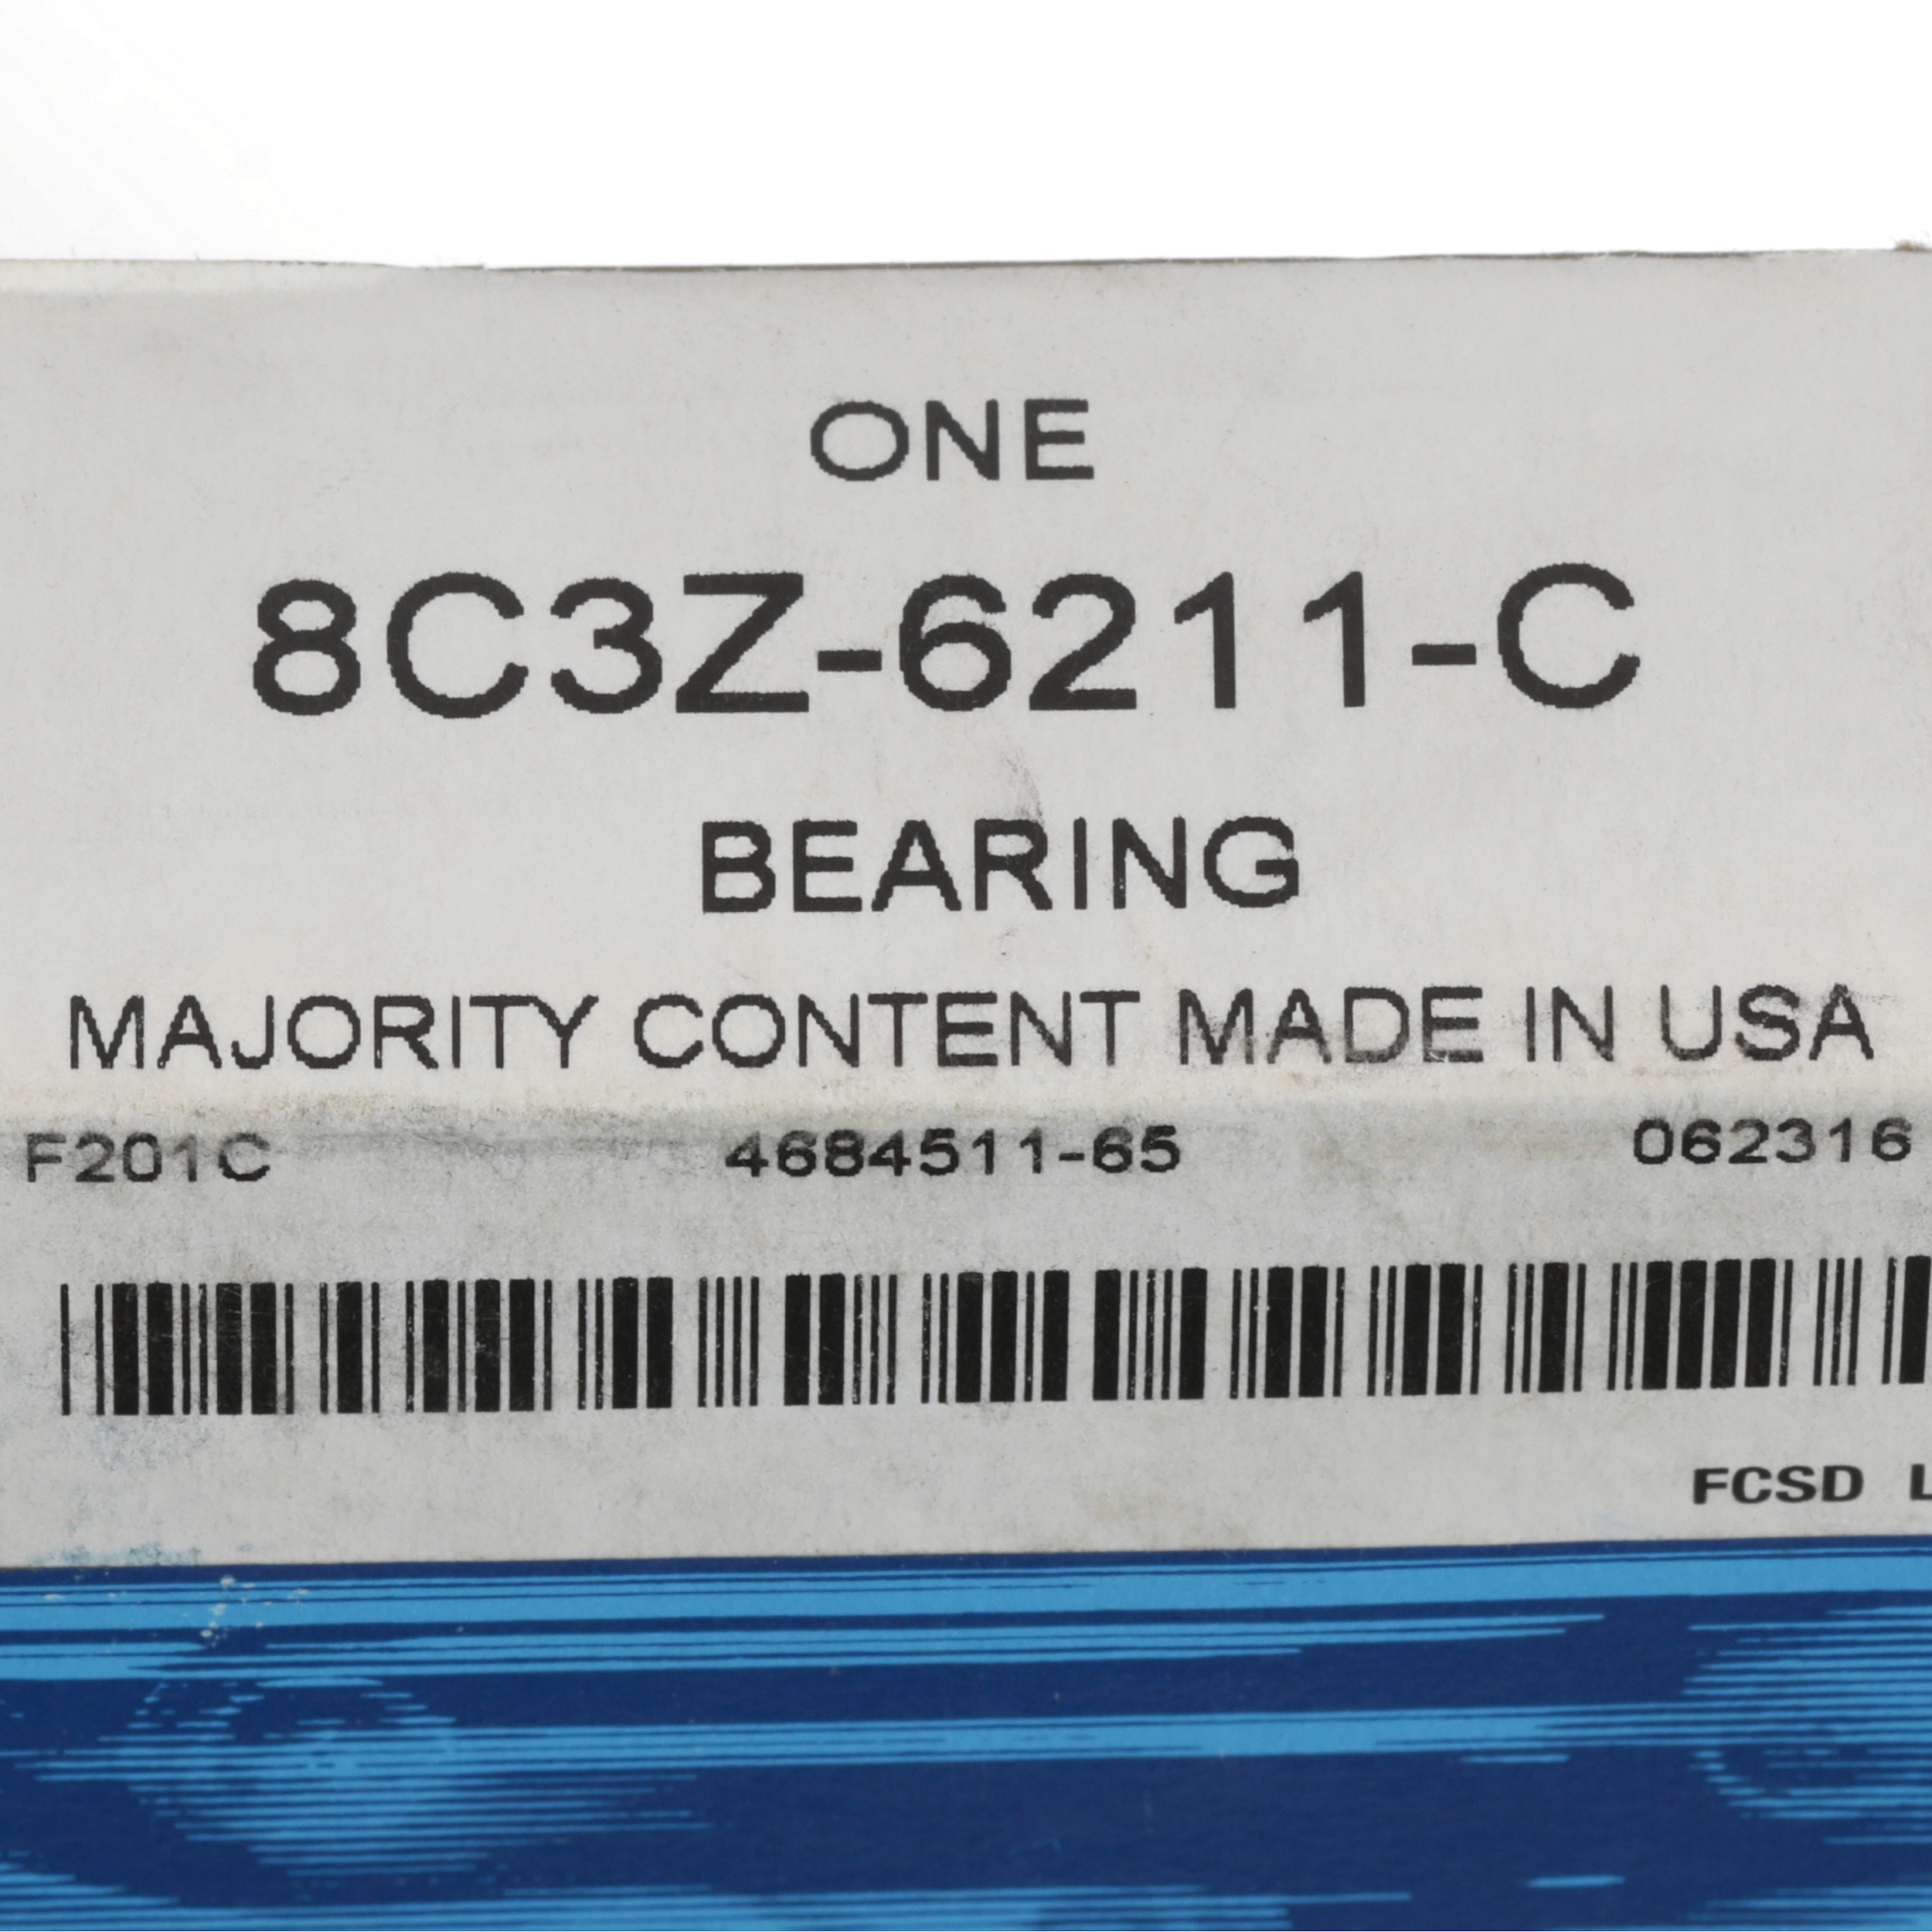 ONE
8C3Z-6211-C
BEARING
MAJORITY CONTENT MADE IN USA
F201C 4684511-65 062316
FCSD